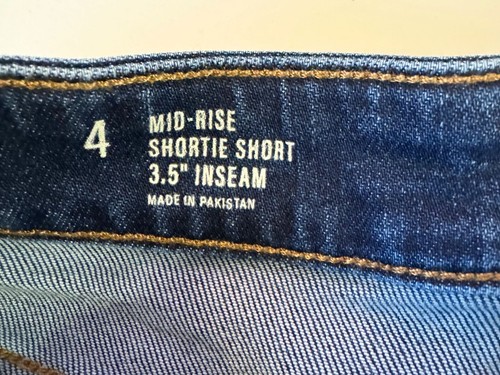 4
MID-RISE
SHORTIE SHORT
3.5" INSEAM
MADE IN PAKISTAN